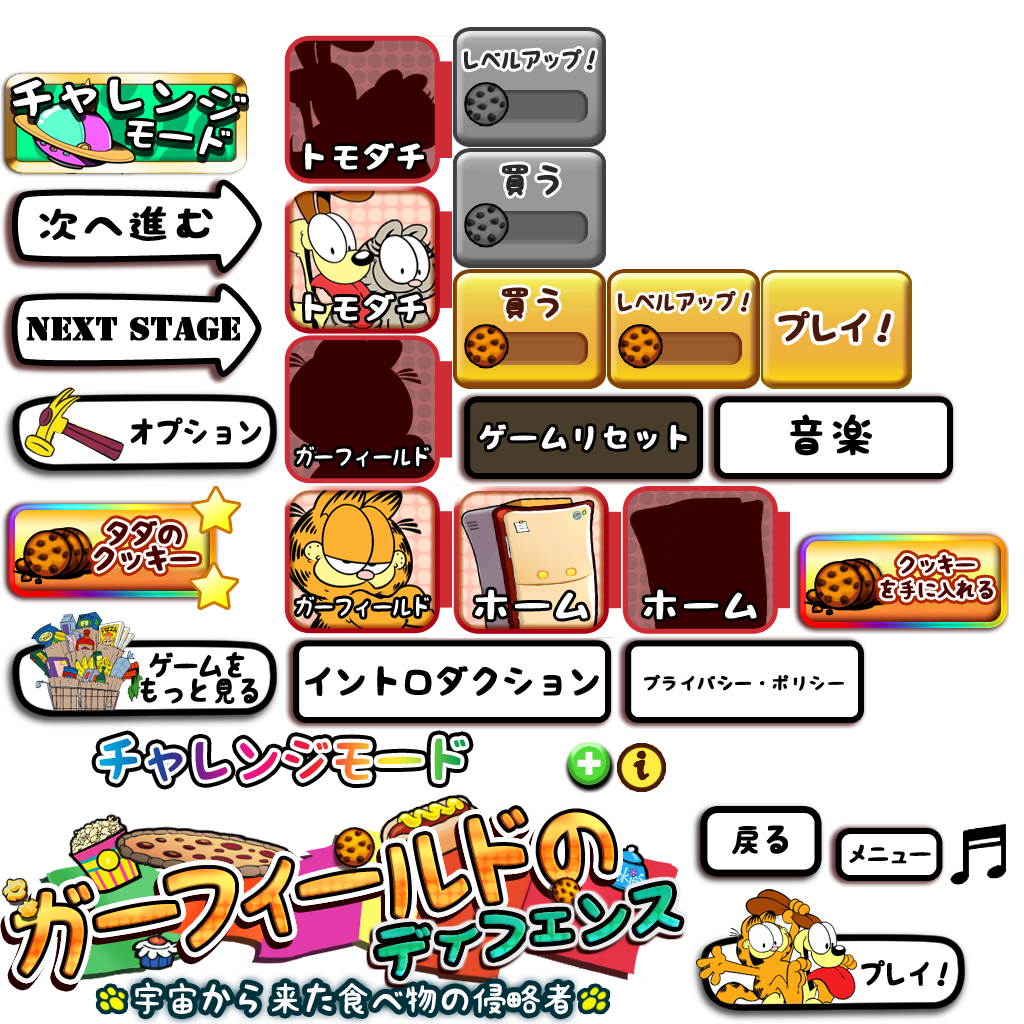 チャレンジ
モード
次へ進む
NEXT STAGE
オプション
タダの
クッキー
ゲームを
もっと見る
トモダチ
トモダチ
ガーフィールド
ガーフィールド
ホーム
ホーム
レベルアップ!
買う
買う
レベルアップ!
プレイ!
ゲームリセット
音楽
クッキー
を手に入れる
イントロダクション
プライバシー・ポリシー
チャレンジモード
i
ガーフィールドの
ディフェンス
宇宙から来た食べ物の侵略者
戻る
メニュー
プレイ!